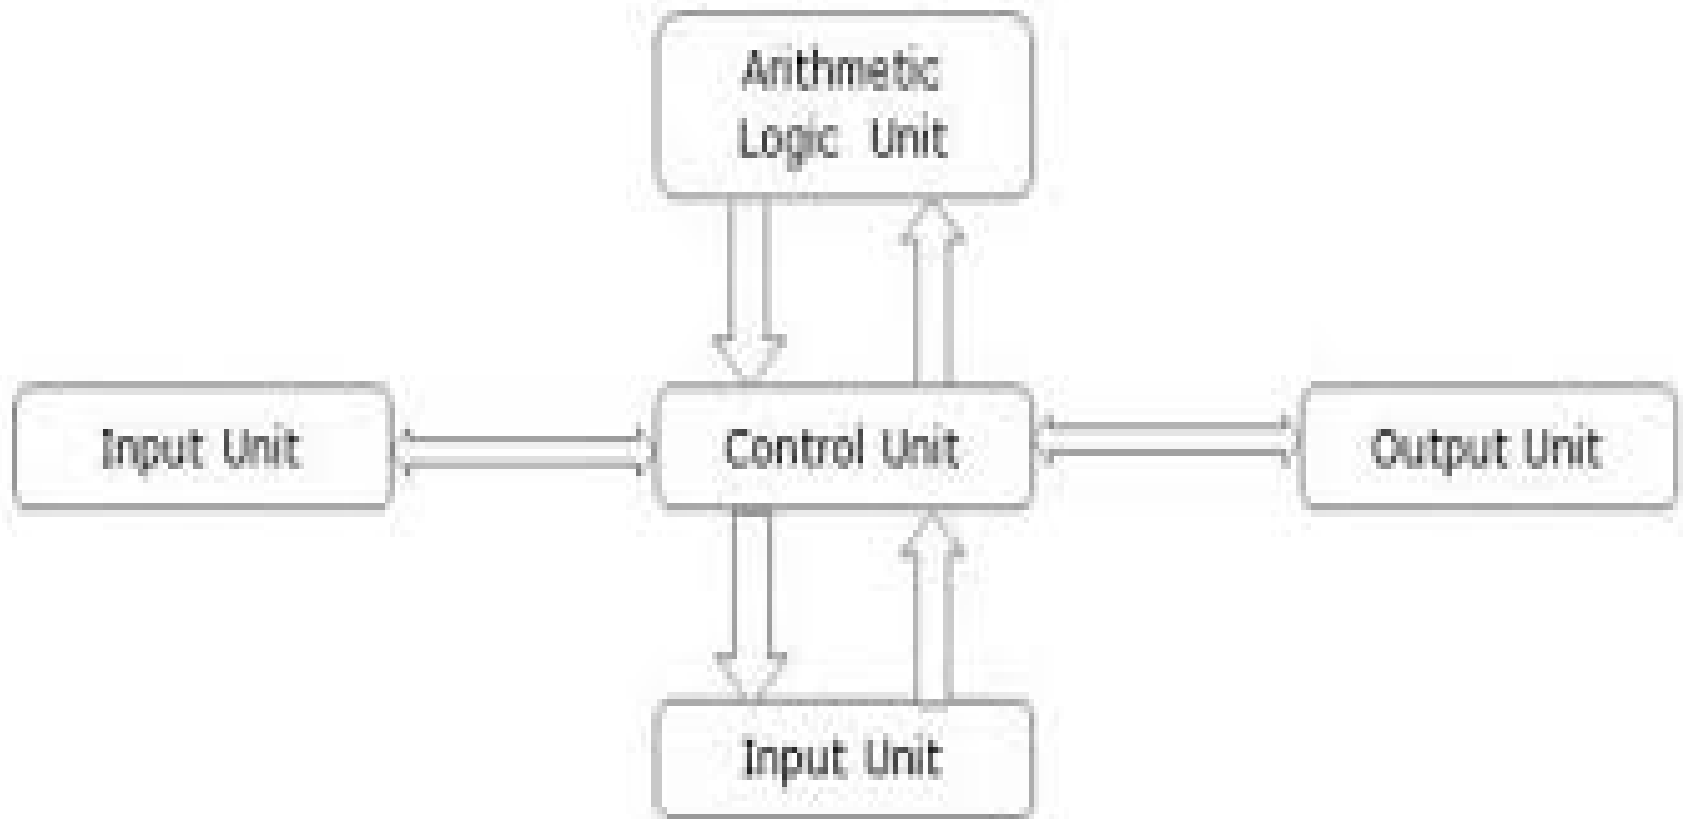 Arithmetic
Logic Unit
Input Unit
Control Unit
Output Unit
Input Unit